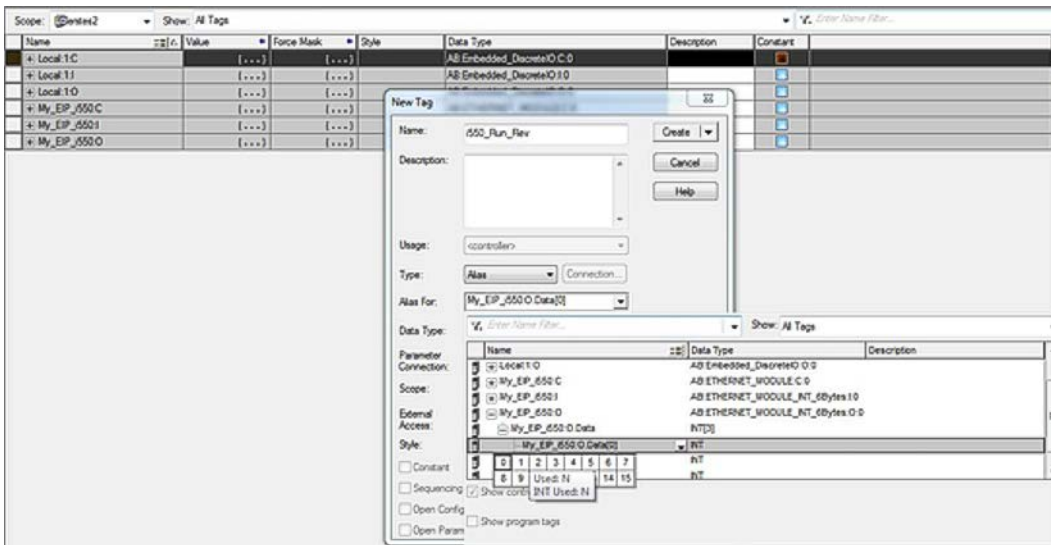 Scope: Centes2 Show: All Tags Enter Name Filter...
Name Value Force Mask Style Data Type Description Constant
+ Local:1:C {...} {...} AB:Embedded_DiscreteIO:C:0
+ Local:1:I {...} {...} AB:Embedded_DiscreteIO:I:0
+ Local:1:O {...} {...}
+ My_EIP_i550:C {...} {...}
+ My_EIP_i550:I {...} {...}
+ My_EIP_i550:O {...} {...}
New Tag
Name: i550_Run_Rev Create
Description: Cancel
Help
Usage: <controller>
Type: Alias Connection...
Alias For: My_EIP_i550:O.Data[0]
Data Type: Enter Name Filter... Show: All Tags
Name Data Type Description
Parameter Connection: + Local:1:O AB:Embedded_DiscreteIO:O:0
+ My_EIP_i550:C AB:ETHERNET_MODULE:C:0
Scope: + My_EIP_i550:I AB:ETHERNET_MODULE_INT_6Bytes:I:0
External Access: - My_EIP_i550:O AB:ETHERNET_MODULE_INT_6Bytes:O:0
- My_EIP_i550:O.Data INT[3]
Style: My_EIP_i550:O.Data[0] INT
Constant 0 1 2 3 4 5 6 7 INT
8 9 14 15 INT
Used: N
INT Used: N
Sequencing Show contr
Open Config
Show program tags
Open Param